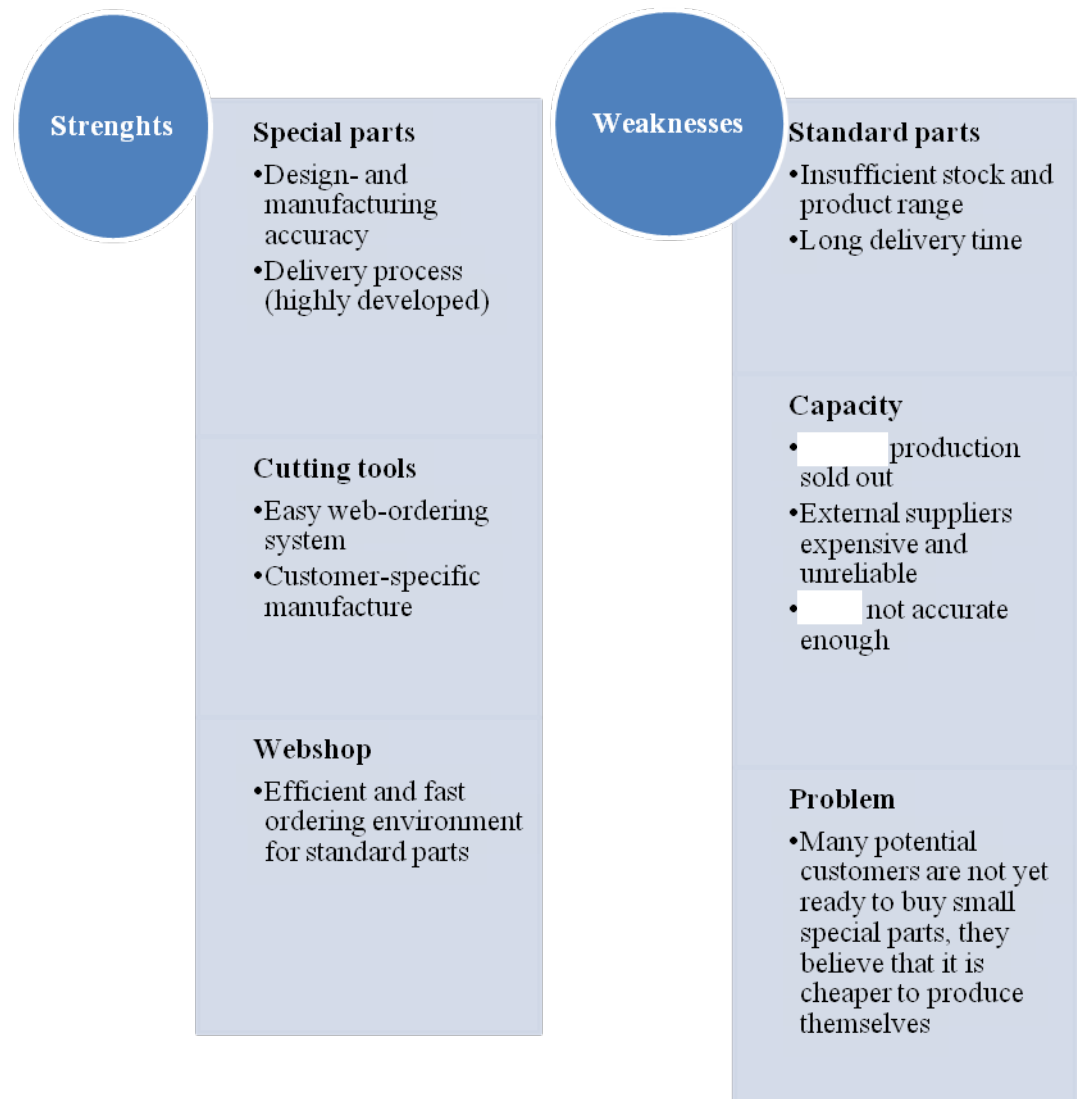 Strenghts
Special parts
•Design- and
manufacturing
accuracy
•Delivery process
(highly developed)
Cutting tools
•Easy web-ordering
system
•Customer-specific
manufacture
Webshop
•Efficient and fast
ordering environment
for standard parts
Weaknesses
Standard parts
•Insufficient stock and
product range
•Long delivery time
Capacity
• production
sold out
•External suppliers
expensive and
unreliable
• not accurate
enough
Problem
•Many potential
customers are not yet
ready to buy small
special parts, they
believe that it is
cheaper to produce
themselves